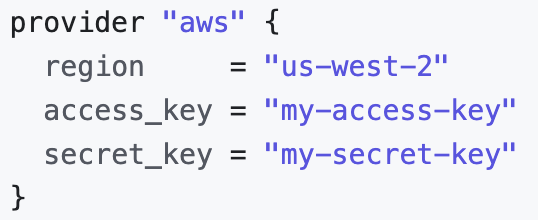 provider "aws" {
  region     = "us-west-2"
  access_key = "my-access-key"
  secret_key = "my-secret-key"
}